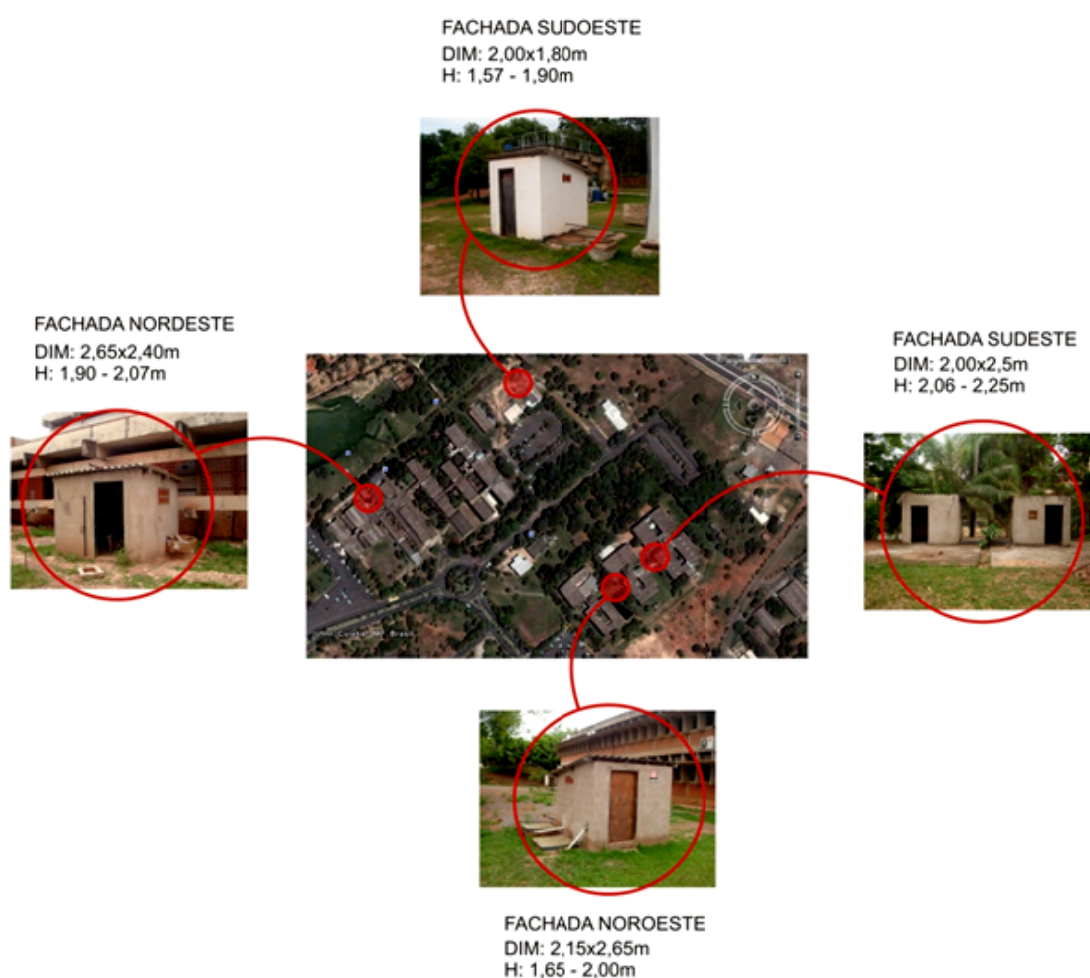 FACHADA SUDOESTE
DIM: 2,00x1,80m
H: 1,57 - 1,90m
FACHADA NORDESTE
DIM: 2,65x2,40m
H: 1,90 - 2,07m
FACHADA SUDESTE
DIM: 2,00x2,5m
H: 2,06 - 2,25m
Brasil
FACHADA NOROESTE
DIM: 2,15x2,65m
H: 1,65 - 2,00m